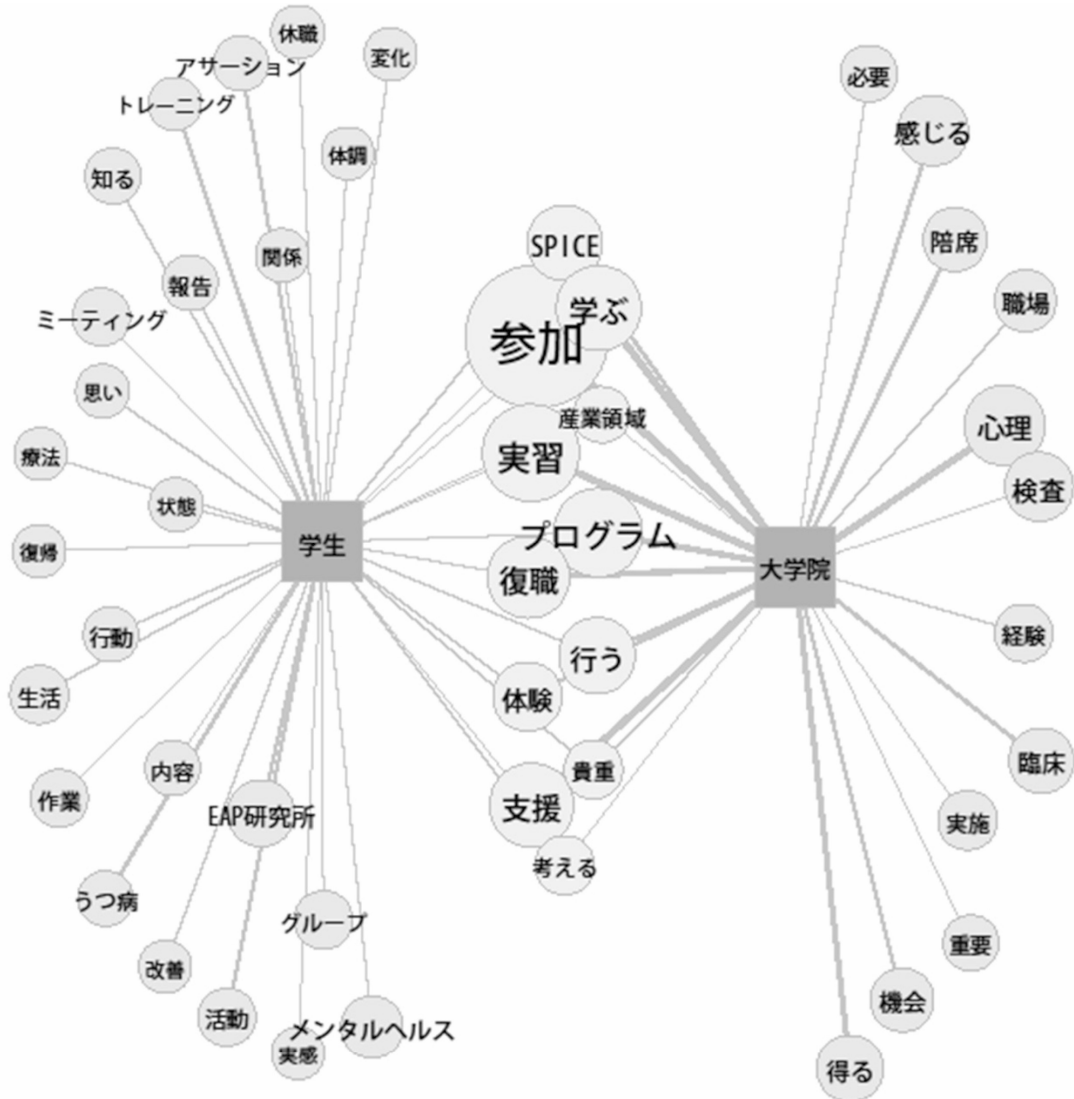 休職
アサーション
変化
トレーニング
体調
知る
関係
報告
ミーティング
思い
療法
状態
復帰
学生
行動
生活
内容
作業
EAP研究所
うつ病
グループ
改善
活動
メンタルヘルス
実感
SPICE
学ぶ
参加
産業領域
実習
プログラム
復職
行う
体験
貴重
支援
考える
必要
感じる
陪席
職場
心理
検査
大学院
経験
臨床
実施
重要
機会
得る